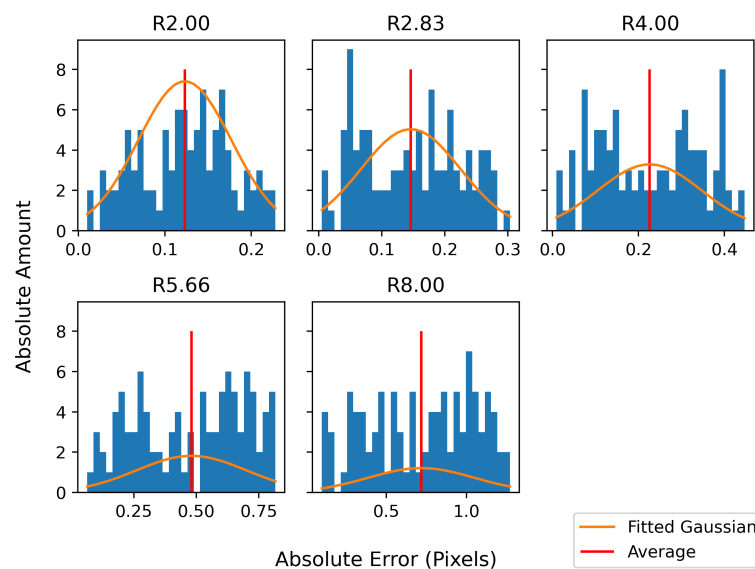 R2.00 R2.83 R4.00
8
6
4
2
0
0.0 0.1 0.2 0.0 0.1 0.2 0.3 0.0 0.2 0.4
R5.66 R8.00
8
6
4
2
0
0.25 0.50 0.75 0.5 1.0
Absolute Amount
Absolute Error (Pixels)
Fitted Gaussian
Average